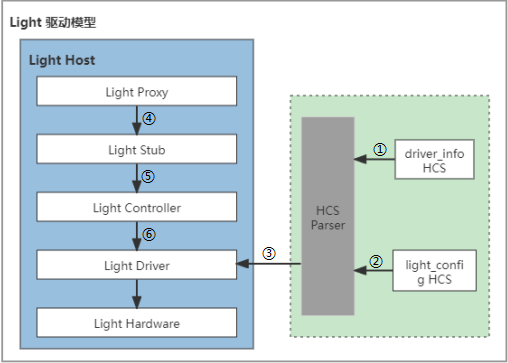 Light 驱动模型
Light Host
Light Proxy
④
Light Stub
⑤
Light Controller
⑥
Light Driver
Light Hardware
③
HCS
Parser
①
driver_info
HCS
②
light_confi
g HCS